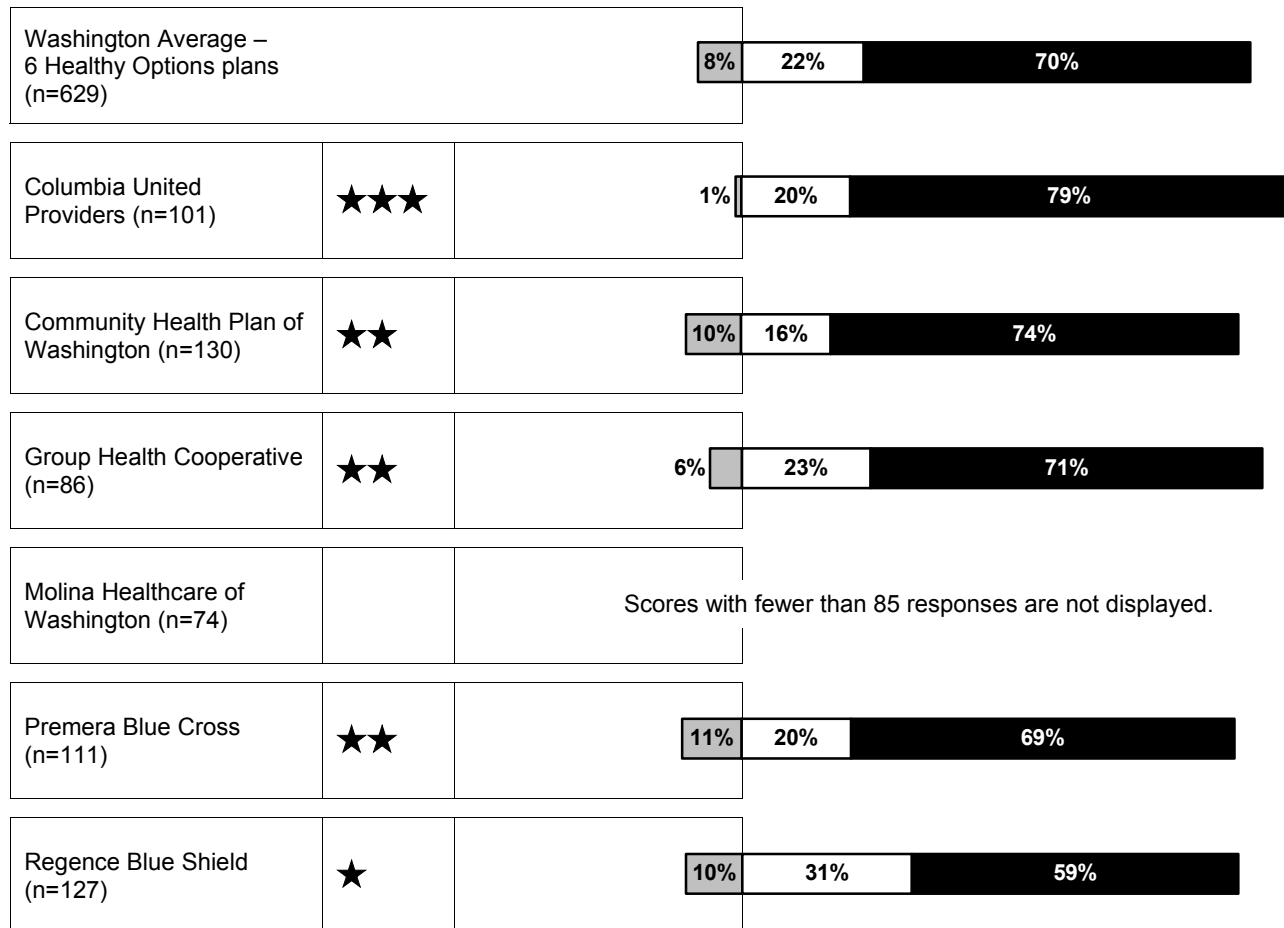 Washington Average –
6 Healthy Options plans
(n=629)
8% 22% 70%
Columbia United
Providers (n=101)
★★★
1% 20% 79%
Community Health Plan of
Washington (n=130)
★★
10% 16% 74%
Group Health Cooperative
(n=86)
★★
6% 23% 71%
Molina Healthcare of
Washington (n=74)
Scores with fewer than 85 responses are not displayed.
Premera Blue Cross
(n=111)
★★
11% 20% 69%
Regence Blue Shield
(n=127)
★
10% 31% 59%